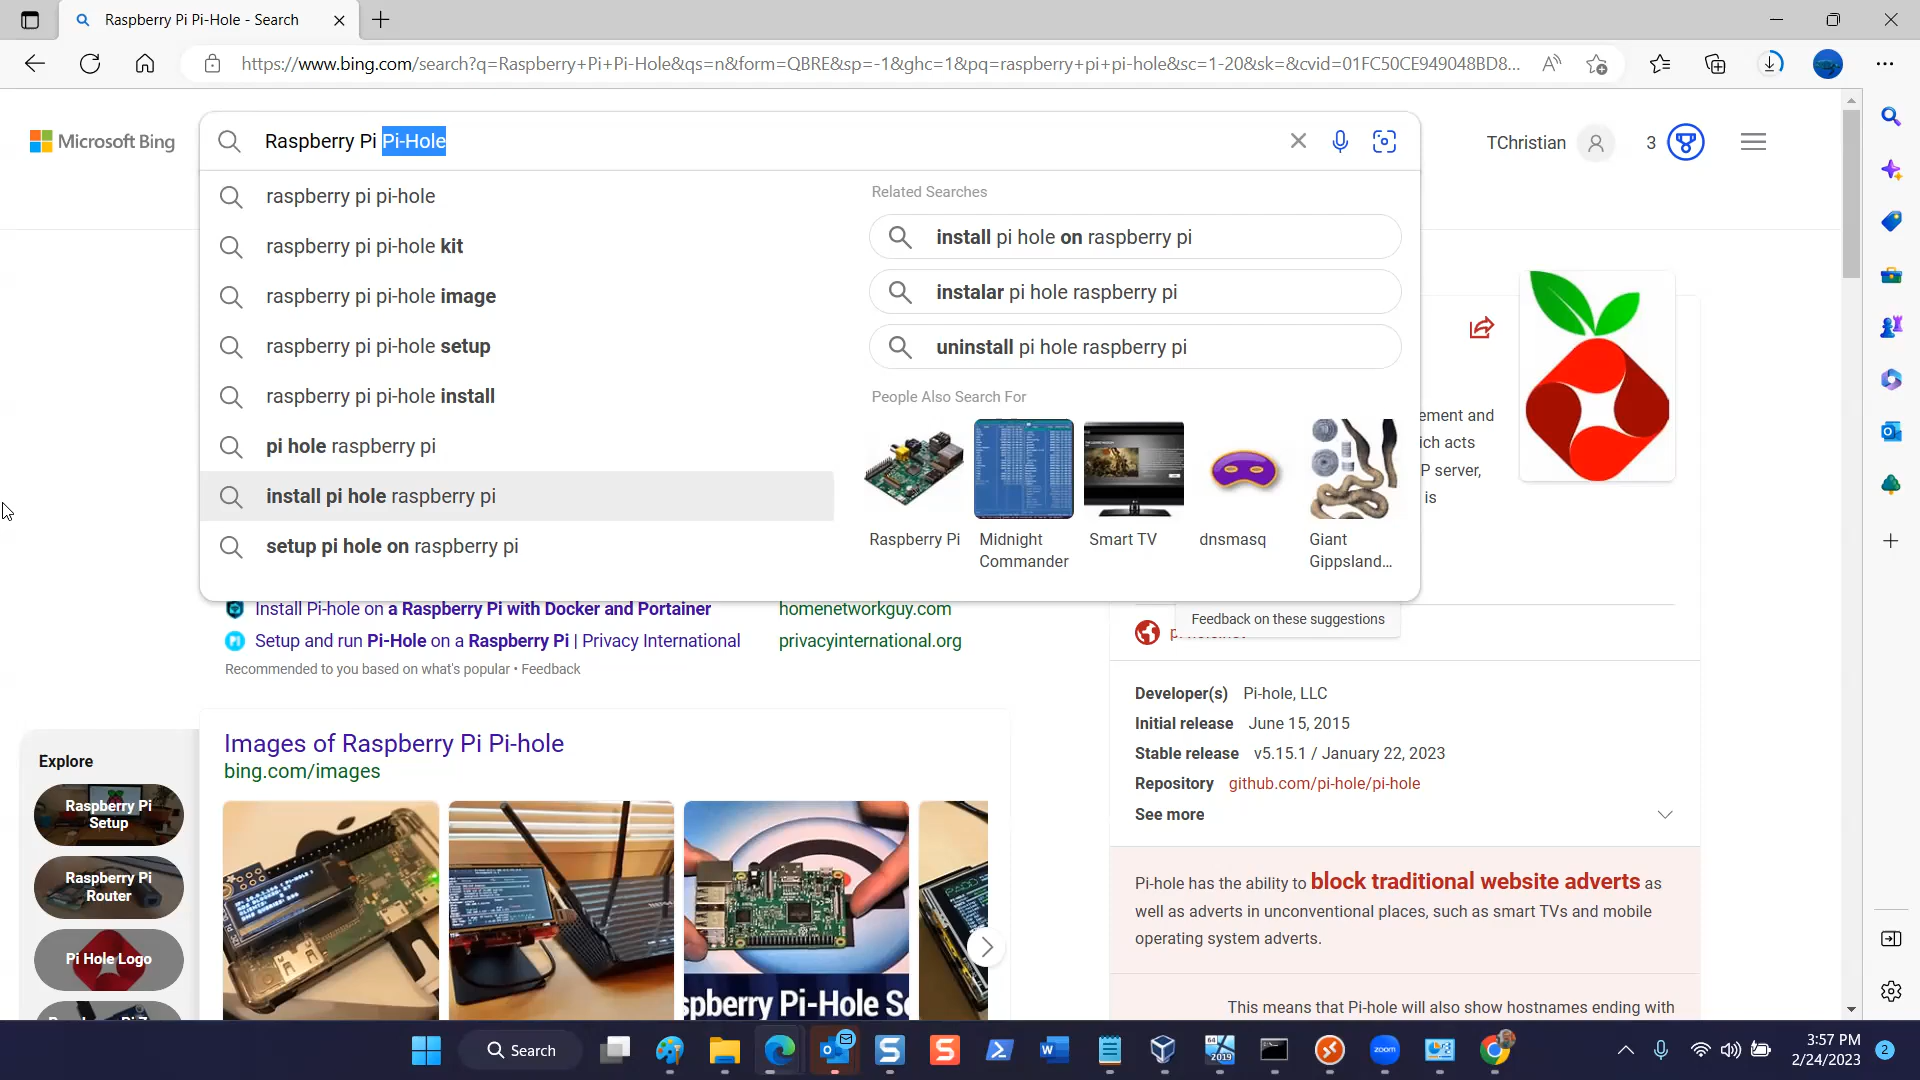 Raspberry Pi Pi-Hole - Search
https://www.bing.com/search?q=Raspberry+Pi+Pi-Hole&qs=n&form=QBRE&sp=-1&ghc=1&pq=raspberry+pi+pi-hole&sc=1-20&sk=&cvid=01FC50CE949048BD8...
Microsoft Bing
Raspberry Pi Pi-Hole
TChristian
3
raspberry pi pi-hole
raspberry pi pi-hole kit
raspberry pi pi-hole image
raspberry pi pi-hole setup
raspberry pi pi-hole install
pi hole raspberry pi
install pi hole raspberry pi
setup pi hole on raspberry pi
Related Searches
install pi hole on raspberry pi
instalar pi hole raspberry pi
uninstall pi hole raspberry pi
People Also Search For
Raspberry Pi
Midnight
Commander
Smart TV
dnsmasq
Giant
Gippsland...
Feedback on these suggestions
ement and
ich acts
P server,
is
Install Pi-hole on a Raspberry Pi with Docker and Portainer
homenetworkguy.com
Setup and run Pi-Hole on a Raspberry Pi | Privacy International
privacyinternational.org
Recommended to you based on what's popular • Feedback
Images of Raspberry Pi Pi-hole
bing.com/images
spberry Pi-Hole Se
Explore
Raspberry Pi
Setup
Raspberry Pi
Router
Pi Hole Logo
Developer(s) Pi-hole, LLC
Initial release June 15, 2015
Stable release v5.15.1 / January 22, 2023
Repository github.com/pi-hole/pi-hole
See more
Pi-hole has the ability to block traditional website adverts as
well as adverts in unconventional places, such as smart TVs and mobile
operating system adverts.
This means that Pi-hole will also show hostnames ending with
Search
64
2019
zoom
3:57 PM
2/24/2023
2